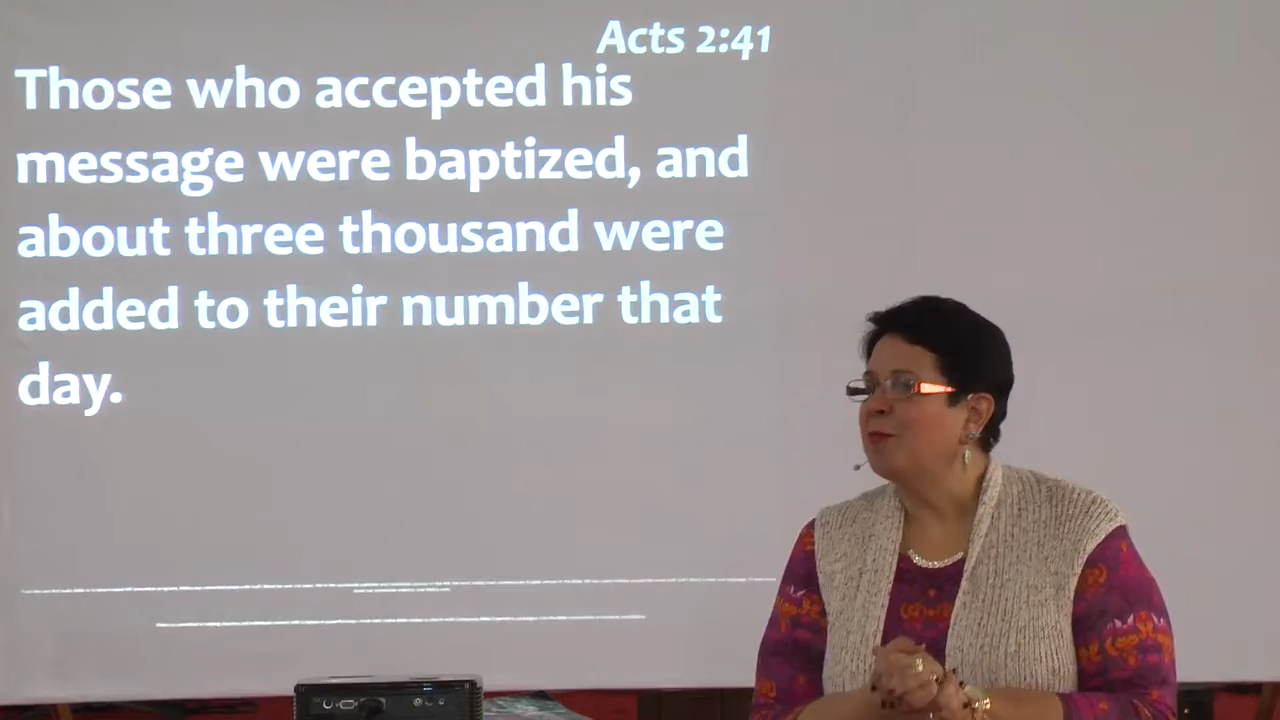 Acts 2:41
Those who accepted his
message were baptized, and
about three thousand were
added to their number that
day.